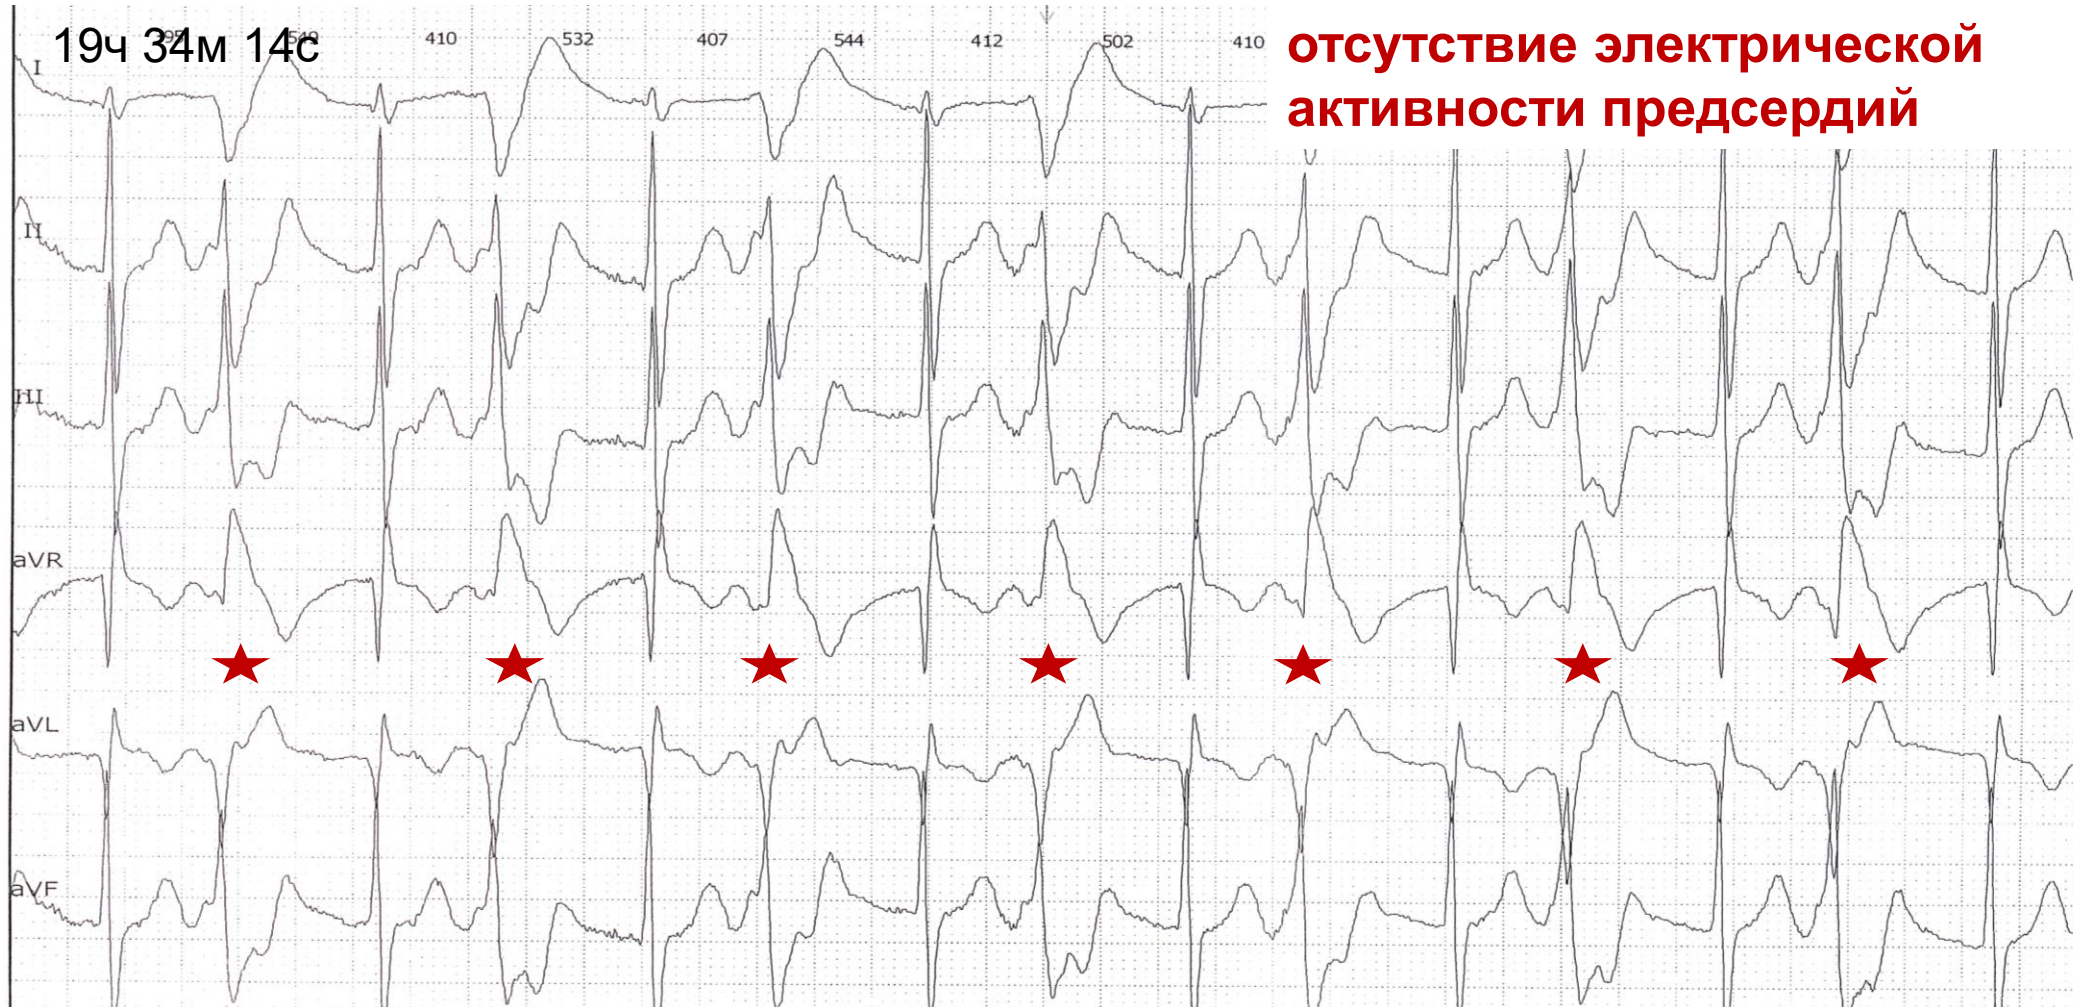 19ч 34м 14с
410 532 407 544 412 502 410
отсутствие электрической
активности предсердий
I
II
III
aVR
aVL
aVF